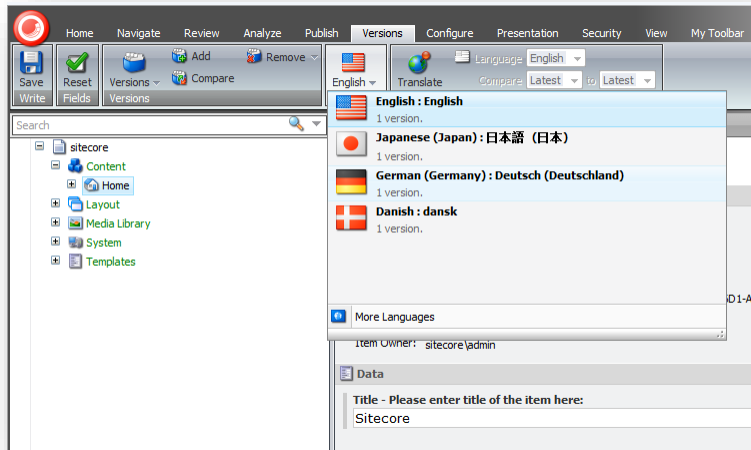 Home Navigate Review Analyze Publish Versions Configure Presentation Security View My Toolbar
Save Reset Versions Add Remove English Translate Language English
Compare Compare Latest to Latest
Write Fields Versions
English : English
1 version.
Japanese (Japan) : 日本語 (日本)
1 version.
German (Germany) : Deutsch (Deutschland)
1 version.
Danish : dansk
1 version.
More Languages
Search
sitecore
Content
Home
Layout
Media Library
System
Templates
Item Owner: sitecore\admin
Data
Title - Please enter title of the item here:
Sitecore